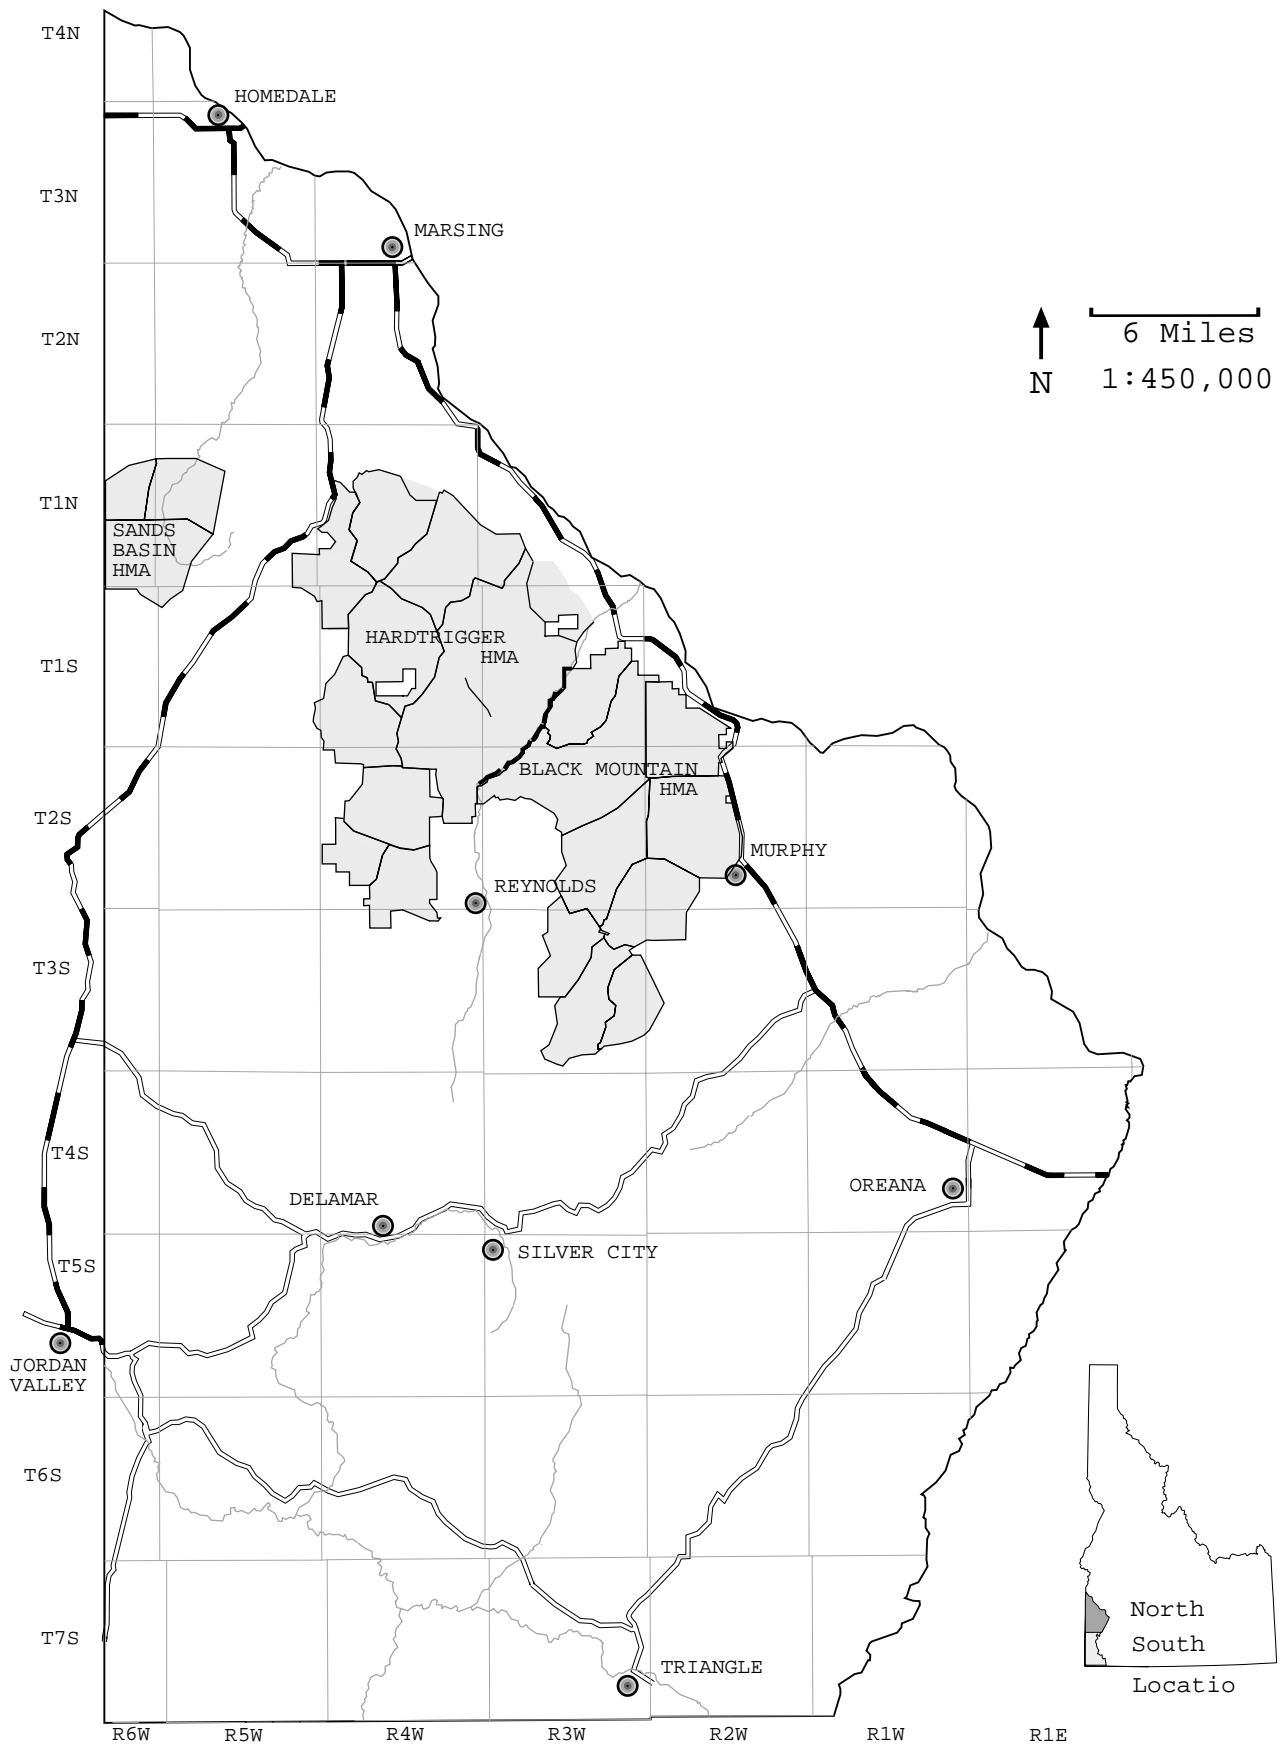 T4N
HOMEDALE
T3N
MARSING
T2N
6 Miles
N
1:450,000
T1N
SANDS
BASIN
HMA
HARDTRIGGER
HMA
T1S
BLACK MOUNTAIN
HMA
T2S
MURPHY
REYNOLDS
T3S
T4S
OREANA
DELAMAR
SILVER CITY
T5S
JORDAN
VALLEY
T6S
North
South
Locatio
T7S
TRIANGLE
R6W
R5W
R4W
R3W
R2W
R1W
R1E